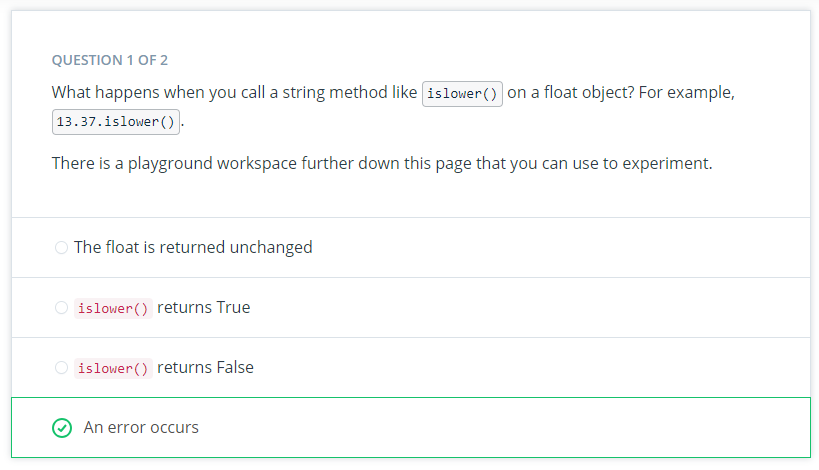 QUESTION 1 OF 2
What happens when you call a string method like islower() on a float object? For example,
13.37.islower().
There is a playground workspace further down this page that you can use to experiment.
The float is returned unchanged
islower() returns True
islower() returns False
An error occurs